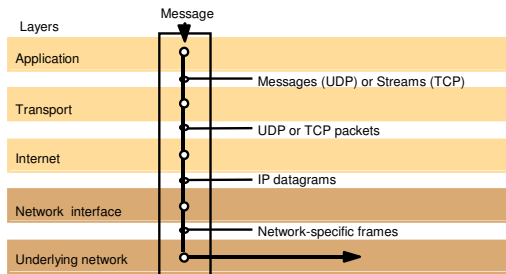 Message
Layers
Application
Messages (UDP) or Streams (TCP)
Transport
UDP or TCP packets
Internet
IP datagrams
Network interface
Network-specific frames
Underlying network